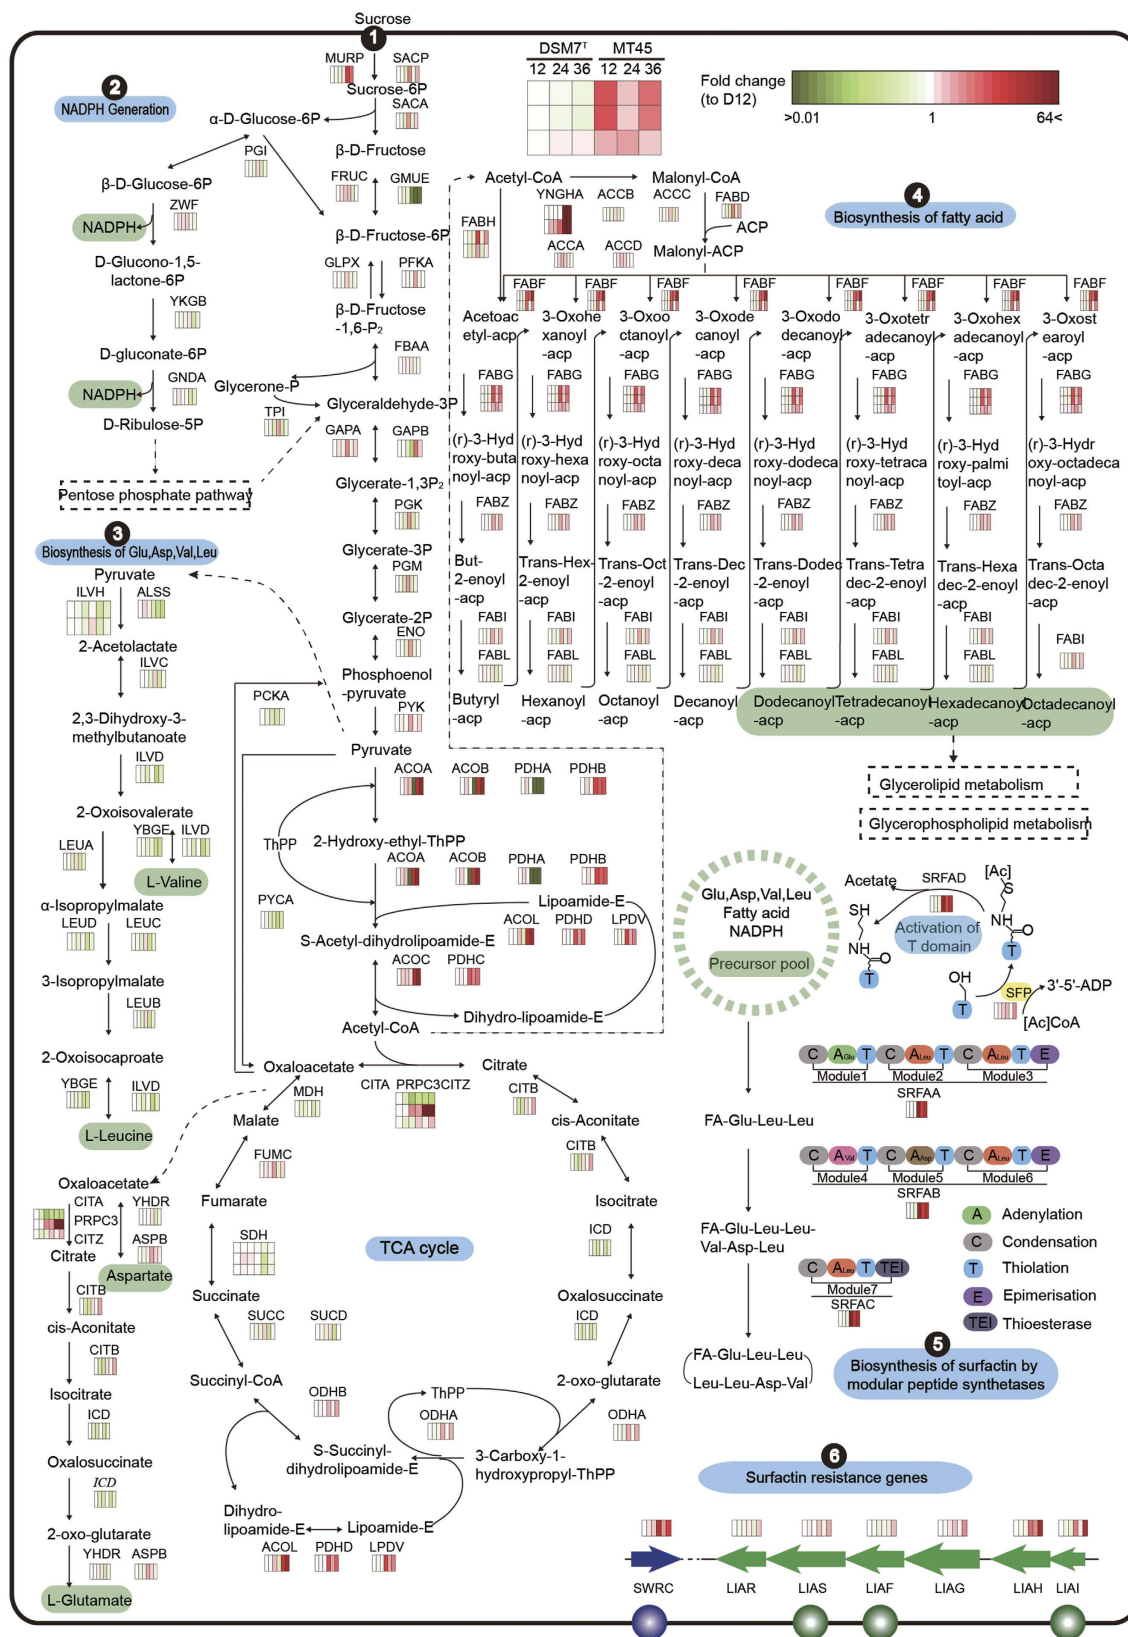 Sucrose
1
MURP SACP
Sucrose-6P
SACA
DSM7ᵀ MT45
12 24 36 12 24 36
Fold change
(to D12)
>0.01 1 64<
2
NADPH Generation
α-D-Glucose-6P
PGI
β-D-Fructose
FRUC GMUE
β-D-Glucose-6P
ZWF
NADPH
β-D-Fructose-6P
GLPX PFKA
D-Glucono-1,5-
lactone-6P
YKGB
β-D-Fructose
-1,6-P₂
FBAA
D-gluconate-6P
GNDA
NADPH
Glycerone-P
TPI
Glyceraldehyde-3P
D-Ribulose-5P
GAPA GAPB
Pentose phosphate pathway
Glycerate-1,3P₂
PGK
Glycerate-3P
PGM
Glycerate-2P
ENO
Phosphoenol
-pyruvate
PCKA
PYK
Pyruvate
Acetyl-CoA Malonyl-CoA
YNGHA ACCB ACCC FABD
FABH
ACP
ACCA ACCD Malonyl-ACP
4
Biosynthesis of fatty acid
FABF FABF FABF FABF FABF FABF FABF FABF
Acetoac 3-Oxohe 3-Oxoo 3-Oxode 3-Oxodo 3-Oxotetr 3-Oxohex 3-Oxost
etyl-acp xanoyl ctanoyl canoyl decanoyl adecanoyl adecanoyl earoyl
-acp -acp -acp -acp -acp -acp -acp
FABG FABG FABG FABG FABG FABG FABG FABG
(r)-3-Hyd (r)-3-Hyd (r)-3-Hyd (r)-3-Hyd (r)-3-Hyd (r)-3-Hyd (r)-3-Hyd (r)-3-Hydr
roxy-buta roxy-hexa roxy-octa roxy-deca roxy-dodeca roxy-tetraca roxy-palmi oxy-octadeca
noyl-acp noyl-acp noyl-acp noyl-acp noyl-acp noyl-acp toyl-acp noyl-acp
FABZ FABZ FABZ FABZ FABZ FABZ FABZ FABZ
But- Trans-Hex- Trans-Oct Trans-Dec Trans-Dodec Trans-Tetra Trans-Hexa Trans-Octa
2-enoyl -2-enoyl -2-enoyl -2-enoyl -2-enoyl dec-2-enoyl dec-2-enoyl dec-2-enoyl
-acp -acp -acp -acp -acp -acp -acp -acp
FABI FABI FABI FABI FABI FABI FABI FABI
FABL FABL FABL FABL FABL FABL FABL
Butyryl Hexanoyl Octanoyl Decanoyl Dodecanoyl Tetradecanoyl Hexadecanoyl Octadecanoyl
-acp -acp -acp -acp -acp -acp -acp -acp
Glycerolipid metabolism
Glycerophospholipid metabolism
3
Biosynthesis of Glu,Asp,Val,Leu
Pyruvate
ILVH ALSS
2-Acetolactate
ILVC
2,3-Dihydroxy-3-
methylbutanoate
ILVD
2-Oxoisovalerate
LEUA YBGE ILVD
L-Valine
α-Isopropylmalate
LEUD LEUC
3-Isopropylmalate
LEUB
2-Oxoisocaproate
YBGE ILVD
L-Leucine
Oxaloacetate
CITA YHDR
PRPC3
CITZ ASPB
Citrate
Aspartate
CITB
cis-Aconitate
CITB
Isocitrate
ICD
Oxalosuccinate
ICD
2-oxo-glutarate
YHDR ASPB
L-Glutamate
ACOA ACOB PDHA PDHB
ThPP
2-Hydroxy-ethyl-ThPP
ACOA ACOB PDHA PDHB
PYCA
Lipoamide-E
ACOL PDHD LPDV
S-Acetyl-dihydrolipoamide-E
ACOC PDHC
Dihydro-lipoamide-E
Acetyl-CoA
Oxaloacetate Citrate
CITA PRPC3CITZ
MDH CITB
Malate cis-Aconitate
FUMC CITB
Fumarate Isocitrate
SDH ICD
TCA cycle
Succinate Oxalosuccinate
SUCC SUCD ICD
Succinyl-CoA 2-oxo-glutarate
ODHB ThPP
ODHA ODHA
S-Succinyl-
dihydrolipoamide-E
3-Carboxy-1-
hydroxypropyl-ThPP
Dihydro-
lipoamide-E Lipoamide-E
ACOL PDHD LPDV
Glu,Asp,Val,Leu
Fatty acid
NADPH
Precursor pool
Acetate SRFAD [Ac]
S
SH
NH NH
O O
T T
Activation of
T domain
OH
T
SFP
3'-5'-ADP
[Ac]CoA
C A Glu T C A Leu T C A Leu T E
Module1 Module2 Module3
SRFAA
FA-Glu-Leu-Leu
C A Val T C A Asp T C A Leu T E
Module4 Module5 Module6
SRFAB
FA-Glu-Leu-Leu-
Val-Asp-Leu
C A Leu T TEI
Module7
SRFAC
A Adenylation
C Condensation
T Thiolation
E Epimerisation
TEI Thioesterase
FA-Glu-Leu-Leu
Leu-Leu-Asp-Val
5
Biosynthesis of surfactin by
modular peptide synthetases
6
Surfactin resistance genes
SWRC LIAR LIAS LIAF LIAG LIAH LIAI